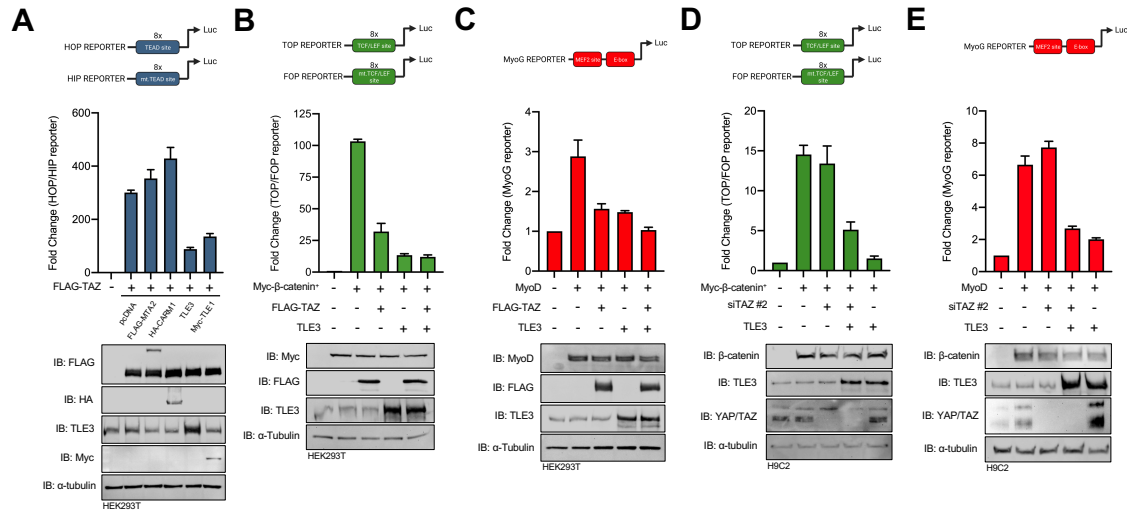 A
8x
Luc
HOP REPORTER
TEAD site
8x
Luc
HIP REPORTER
mt.TEAD site
Fold Change (HOP/HIP reporter)
600
400
200
0
FLAG-TAZ - + + + + +
pcDNA
FLAG-MTA2
HA-CARM1
TLE3
Myc-TLE1
IB: FLAG
IB: HA
IB: TLE3
IB: Myc
IB: α-tubulin
HEK293T
B
8x
Luc
TOP REPORTER
TCF/LEF site
8x
Luc
FOP REPORTER
mt.TCF/LEF
site
Fold Change (TOP/FOP reporter)
125
100
75
50
25
0
Myc-β-catenin⁺ - + + + +
FLAG-TAZ + +
TLE3 + +
IB: Myc
IB: FLAG
IB: TLE3
IB: α-Tubulin
HEK293T
C
Luc
MyoG REPORTER
MEF2 site
E-box
Fold Change (MyoG reporter)
4
3
2
1
0
MyoD - + + + +
FLAG-TAZ + +
TLE3 + +
IB: MyoD
IB: FLAG
IB: TLE3
IB: α-Tubulin
HEK293T
D
8x
Luc
TOP REPORTER
TCF/LEF site
8x
Luc
FOP REPORTER
mt.TCF/LEF
site
Fold Change (TOP/FOP reporter)
20
15
10
5
0
Myc-β-catenin⁺ - + + + +
siTAZ #2 + +
TLE3 + +
IB: β-catenin
IB: TLE3
IB: YAP/TAZ
IB: α-tubulin
H9C2
E
Luc
MyoG REPORTER
MEF2 site
E-box
Fold Change (MyoG reporter)
10
8
6
4
2
0
MyoD - + + + +
siTAZ #2 + +
TLE3 + +
IB: β-catenin
IB: TLE3
IB: YAP/TAZ
IB: α-tubulin
H9C2